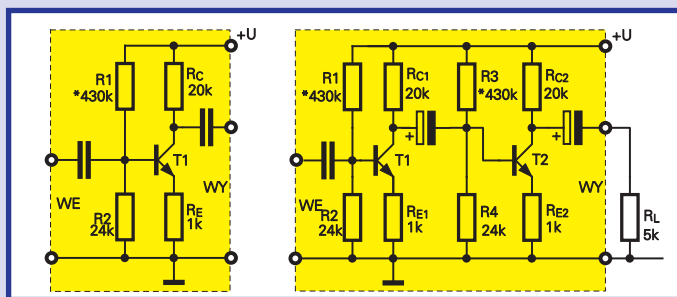 +U
R1
*430k
RC
20k
T1
WE
WY
R2
24k
RE
1k
+U
R1
*430k
RC1
20k
R3
*430k
RC2
20k
+
+
T1
T2
WE
WY
R2
24k
RE1
1k
R4
24k
RE2
1k
RL
5k